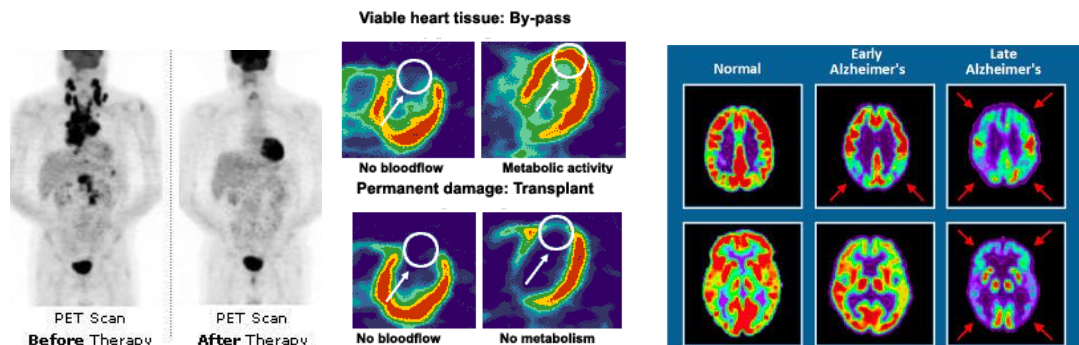 PET Scan
Before Therapy
PET Scan
After Therapy
Viable heart tissue: By-pass
No bloodflow
Metabolic activity
Permanent damage: Transplant
No bloodflow
No metabolism
Normal
Early
Alzheimer's
Late
Alzheimer's